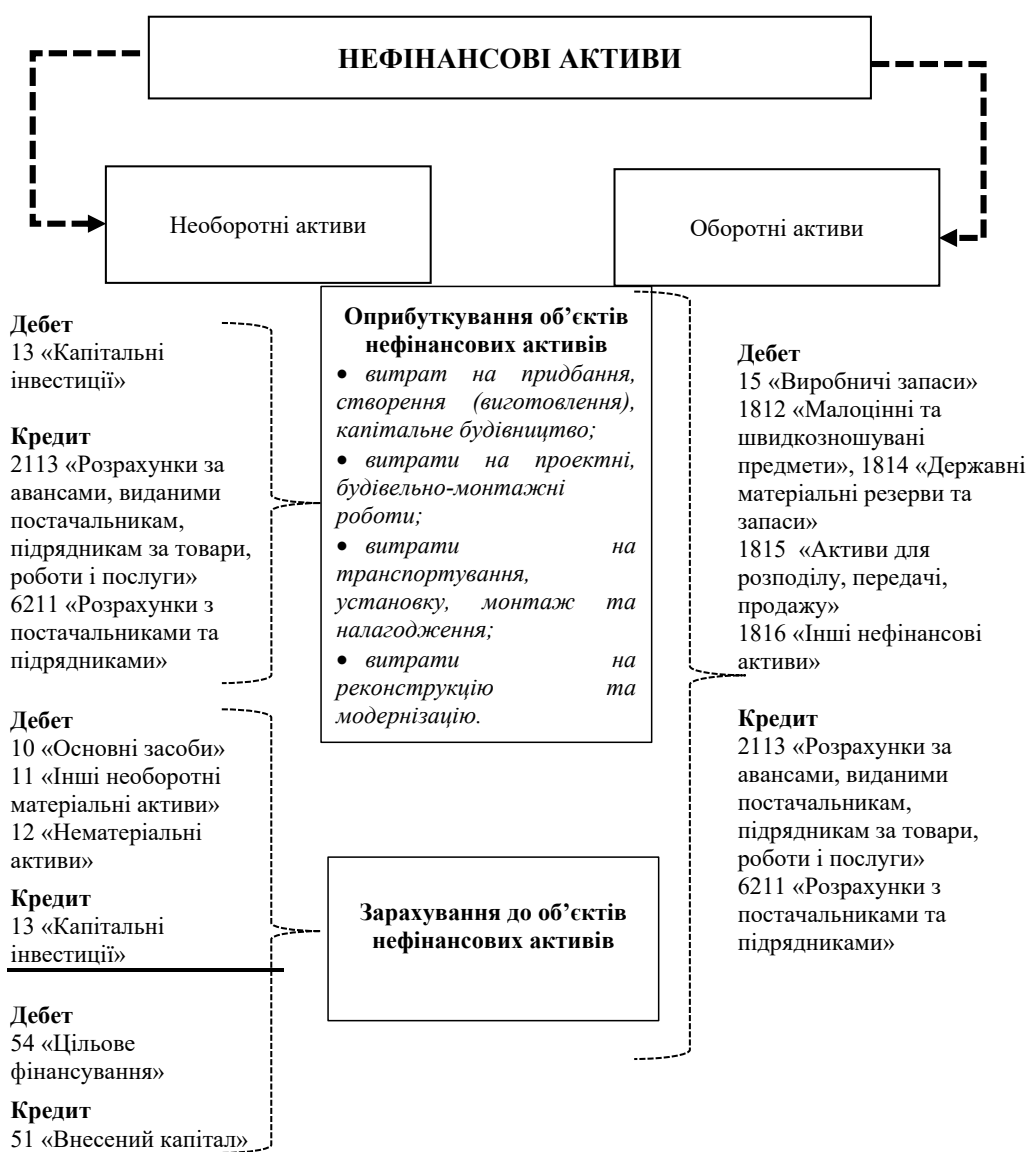 НЕФІНАНСОВІ АКТИВИ
Необоротні активи
Оборотні активи
Дебет
13 «Капітальні
інвестиції»
Кредит
2113 «Розрахунки за
авансами, виданими
постачальникам,
підрядникам за товари,
роботи і послуги»
6211 «Розрахунки з
постачальниками та
підрядниками»
Дебет
10 «Основні засоби»
11 «Інші необоротні
матеріальні активи»
12 «Нематеріальні
активи»
Кредит
13 «Капітальні
інвестиції»
Дебет
54 «Цільове
фінансування»
Кредит
51 «Внесений капітал»
Оприбуткування об’єктів
нефінансових активів
• витрат на придбання,
створення (виготовлення),
капітальне будівництво;
• витрати на проектні,
будівельно-монтажні
роботи;
• витрати на
транспортування,
установку, монтаж та
налагодження;
• витрати на
реконструкцію та
модернізацію.
Зарахування до об’єктів
нефінансових активів
Дебет
15 «Виробничі запаси»
1812 «Малоцінні та
швидкозношувані
предмети», 1814 «Державні
матеріальні резерви та
запаси»
1815 «Активи для
розподілу, передачі,
продажу»
1816 «Інші нефінансові
активи»
Кредит
2113 «Розрахунки за
авансами, виданими
постачальникам,
підрядникам за товари,
роботи і послуги»
6211 «Розрахунки з
постачальниками та
підрядниками»